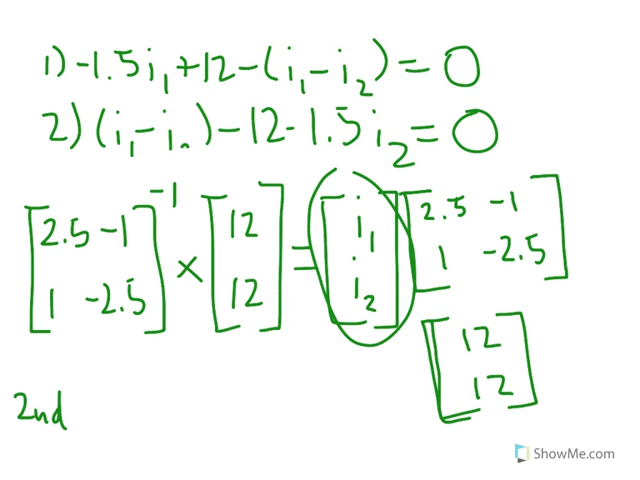 1) -1.5i₁+12-(i₁-i₂)=0
2) (i₁-i₂)-12-1.5i₂=0
[2.5 -1
1 -2.5]⁻¹ × [12
12] = [i₁
i₂]
[2.5 -1
1 -2.5]
[12
12]
2nd
ShowMe.com